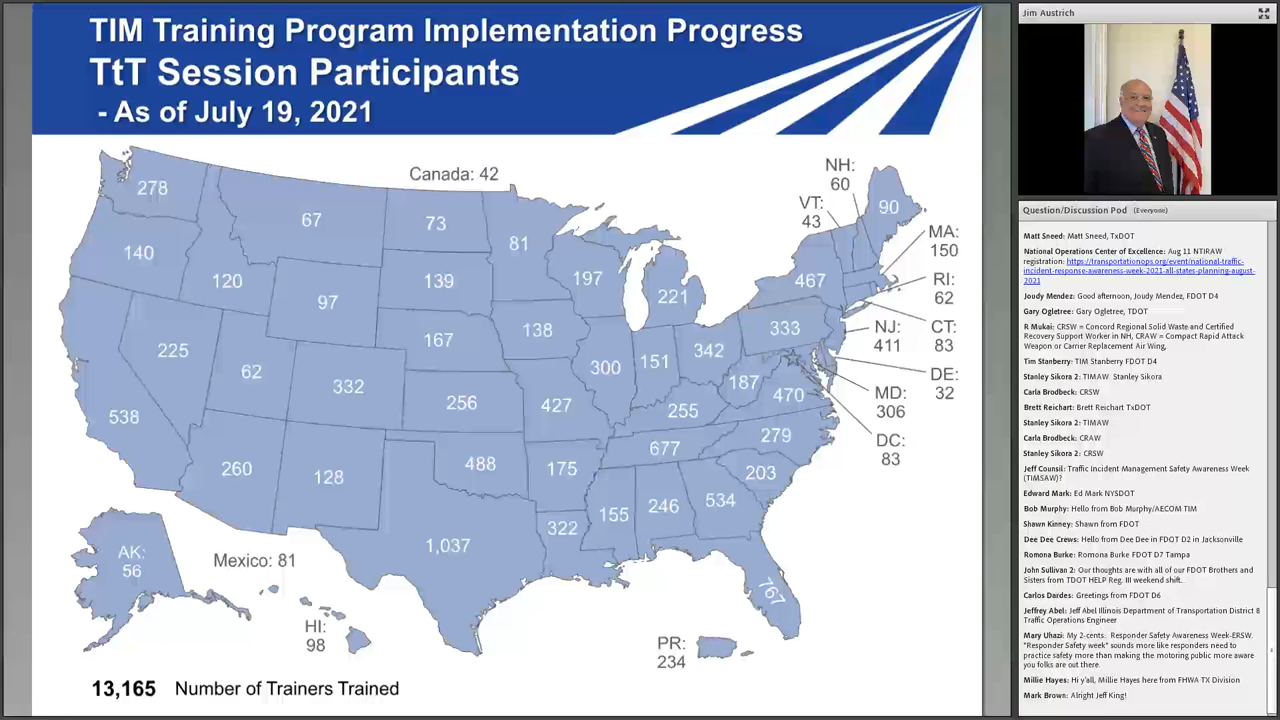 TIM Training Program Implementation Progress
TtT Session Participants
- As of July 19, 2021
Canada: 42
NH:
60
VT:
43
90
MA:
150
RI:
62
CT:
83
NJ:
411
DE:
32
MD:
306
DC:
83
278
67
73
81
140
120
97
139
197
221
467
333
225
62
332
167
138
300
151
342
187
470
538
256
427
255
279
260
128
488
175
677
203
1,037
322
155
246
534
767
AK:
56
Mexico: 81
HI:
98
PR:
234
13,165 Number of Trainers Trained
Jim Austrich
Question/Discussion Pod (Everyone)
Matt Sneed: Matt Sneed, TxDOT
National Operations Center of Excellence: Aug 11 NTIRAW
registration: https://transportationops.org/event/national-traffic-
incident-response-awareness-week-2021-all-states-planning-august-
2021
Joudy Mendez: Good afternoon, Joudy Mendez, FDOT D4
Gary Ogletree: Gary Ogletree, TDOT
R Mukai: CRSW = Concord Regional Solid Waste and Certified
Recovery Support Worker in NH, CRAW = Compact Rapid Attack
Weapon or Carrier Replacement Air Wing,
Tim Stanberry: TIM Stanberry FDOT D4
Stanley Sikora 2: TIMAW Stanley Sikora
Carla Brodbeck: CRSW
Brett Reichart: Brett Reichart TxDOT
Stanley Sikora 2: TIMAW
Carla Brodbeck: CRAW
Stanley Sikora 2: CRSW
Jeff Counsil: Traffic Incident Management Safety Awareness Week
(TIMSAW)?
Edward Mark: Ed Mark NYSDOT
Bob Murphy: Hello from Bob Murphy/AECOM TIM
Shawn Kinney: Shawn from FDOT
Dee Dee Crews: Hello from Dee Dee in FDOT D2 in Jacksonville
Romona Burke: Romona Burke FDOT D7 Tampa
John Sullivan 2: Our thoughts are with all of our FDOT Brothers and
Sisters from TDOT HELP Reg. III weekend shift.
Carlos Dardes: Greetings from FDOT D6
Jeffrey Abel: Jeff Abel Illinois Department of Transportation District 8
Traffic Operations Engineer
Mary Uhazi: My 2-cents: Responder Safety Awareness Week-ERSW.
"Responder Safety week" sounds more like responders need to
practice safety more than making the motoring public more aware
you folks are out there.
Millie Hayes: Hi y'all, Millie Hayes here from FHWA TX Division
Mark Brown: Alright Jeff King!